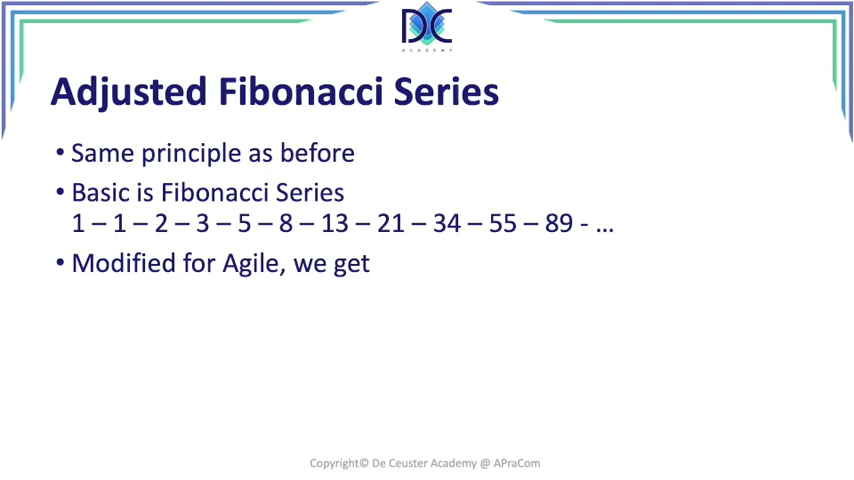 DC
ACADEMY
Adjusted Fibonacci Series
• Same principle as before
• Basic is Fibonacci Series
1 – 1 – 2 – 3 – 5 – 8 – 13 – 21 – 34 – 55 – 89 - ...
• Modified for Agile, we get
Copyright© De Ceuster Academy @ APraCom